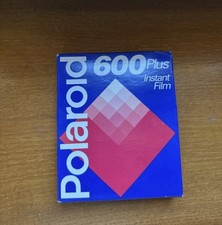 Polaroid
600 Plus
Instant
Film